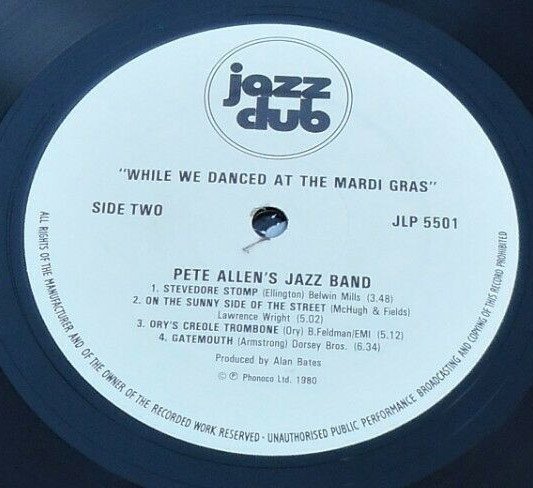 jazz
club
"WHILE WE DANCED AT THE MARDI GRAS"
SIDE TWO
JLP 5501
PETE ALLEN'S JAZZ BAND
1. STEVEDORE STOMP (Ellington) Belwin Mills (3.48)
2. ON THE SUNNY SIDE OF THE STREET (McHugh & Fields)
Lawrence Wright (5.02)
3. ORY'S CREOLE TROMBONE (Ory) B.Feldman/EMI (5.12)
4. GATEMOUTH (Armstrong) Dorsey Bros. (6.34)
Produced by Alan Bates
© ℗ Phonoco Ltd. 1980
ALL RIGHTS OF THE MANUFACTURER AND OF THE OWNER OF THE RECORDED WORK RESERVED - UNAUTHORISED PUBLIC PERFORMANCE BROADCASTING AND COPYING OF THIS RECORD PROHIBITED